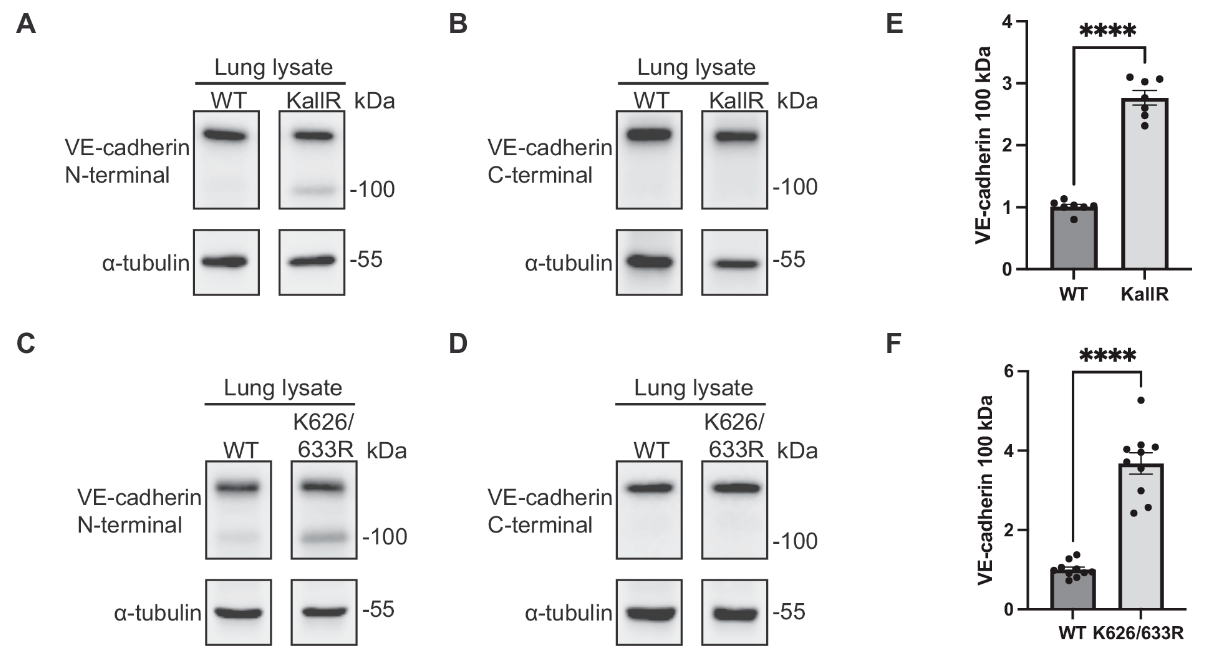 A
Lung lysate
WT KallR kDa
VE-cadherin
N-terminal
-100
α-tubulin
-55
B
Lung lysate
WT KallR kDa
VE-cadherin
C-terminal
-100
α-tubulin
-55
E
4
3
2
1
0
VE-cadherin 100 kDa
****
WT KallR
C
Lung lysate
K626/
WT 633R kDa
VE-cadherin
N-terminal
-100
α-tubulin
-55
D
Lung lysate
K626/
WT 633R kDa
VE-cadherin
C-terminal
-100
α-tubulin
-55
F
6
4
2
0
VE-cadherin 100 kDa
****
WT K626/633R